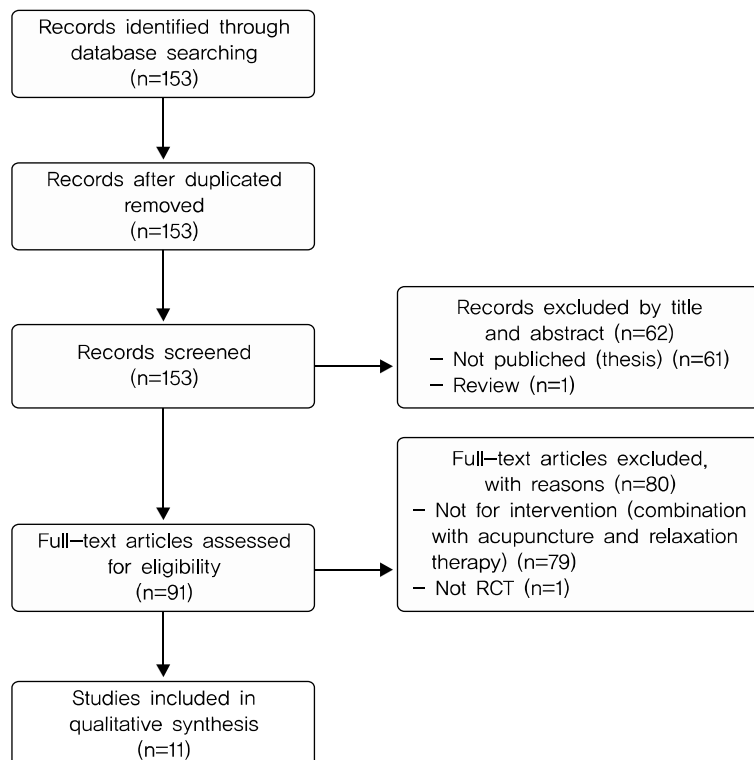 Records identified through
database searching
(n=153)
Records after duplicated
removed
(n=153)
Records screened
(n=153)
Records excluded by title
and abstract (n=62)
− Not publiched (thesis) (n=61)
− Review (n=1)
Full−text articles assessed
for eligibility
(n=91)
Full−text articles excluded,
with reasons (n=80)
− Not for intervention (combination
with acupuncture and relaxation
therapy) (n=79)
− Not RCT (n=1)
Studies included in
qualitative synthesis
(n=11)